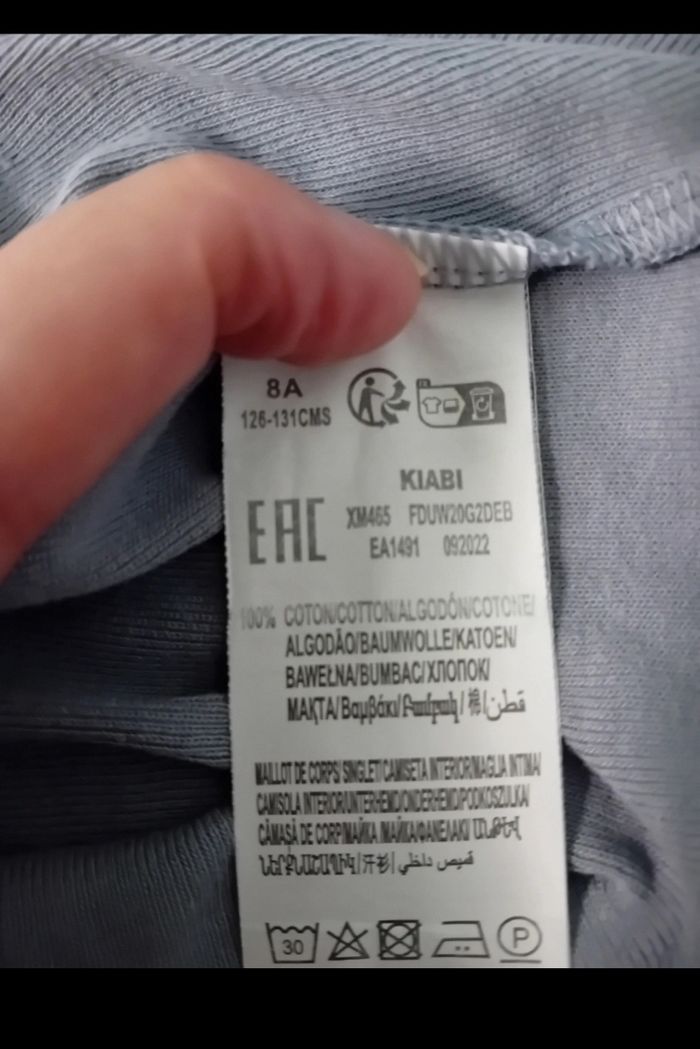 8A
126-131CMS
KIABI
EAC
XM465 FDUW20G2DEB
EA1491 092022
100% COTON/COTTON/ALGODÓN/COTONE/
ALGODÃO/BAUMWOLLE/KATOEN/
BAWEŁNA/BUMBAC/ХЛОПОК/
МАҚТА/Βαμβάκι/Բամբակ/棉/قطن
MAILLOT DE CORPS/SINGLET/CAMISETA INTERIOR/MAGLIA INTIMA/
CAMISOLA INTERIOR/UNTERHEMD/ONDERHEMD/PODKOSZULKA/
CĂMAŞĂ DE CORP/МАЙКА/МАЙКА/ΦΑΝΕΛΑΚΙ/ ՍՊԻՏԱԿ
ՆԵՐՔՆԱՇԱՊԻԿ/汗衫/قميص داخلي
30
P